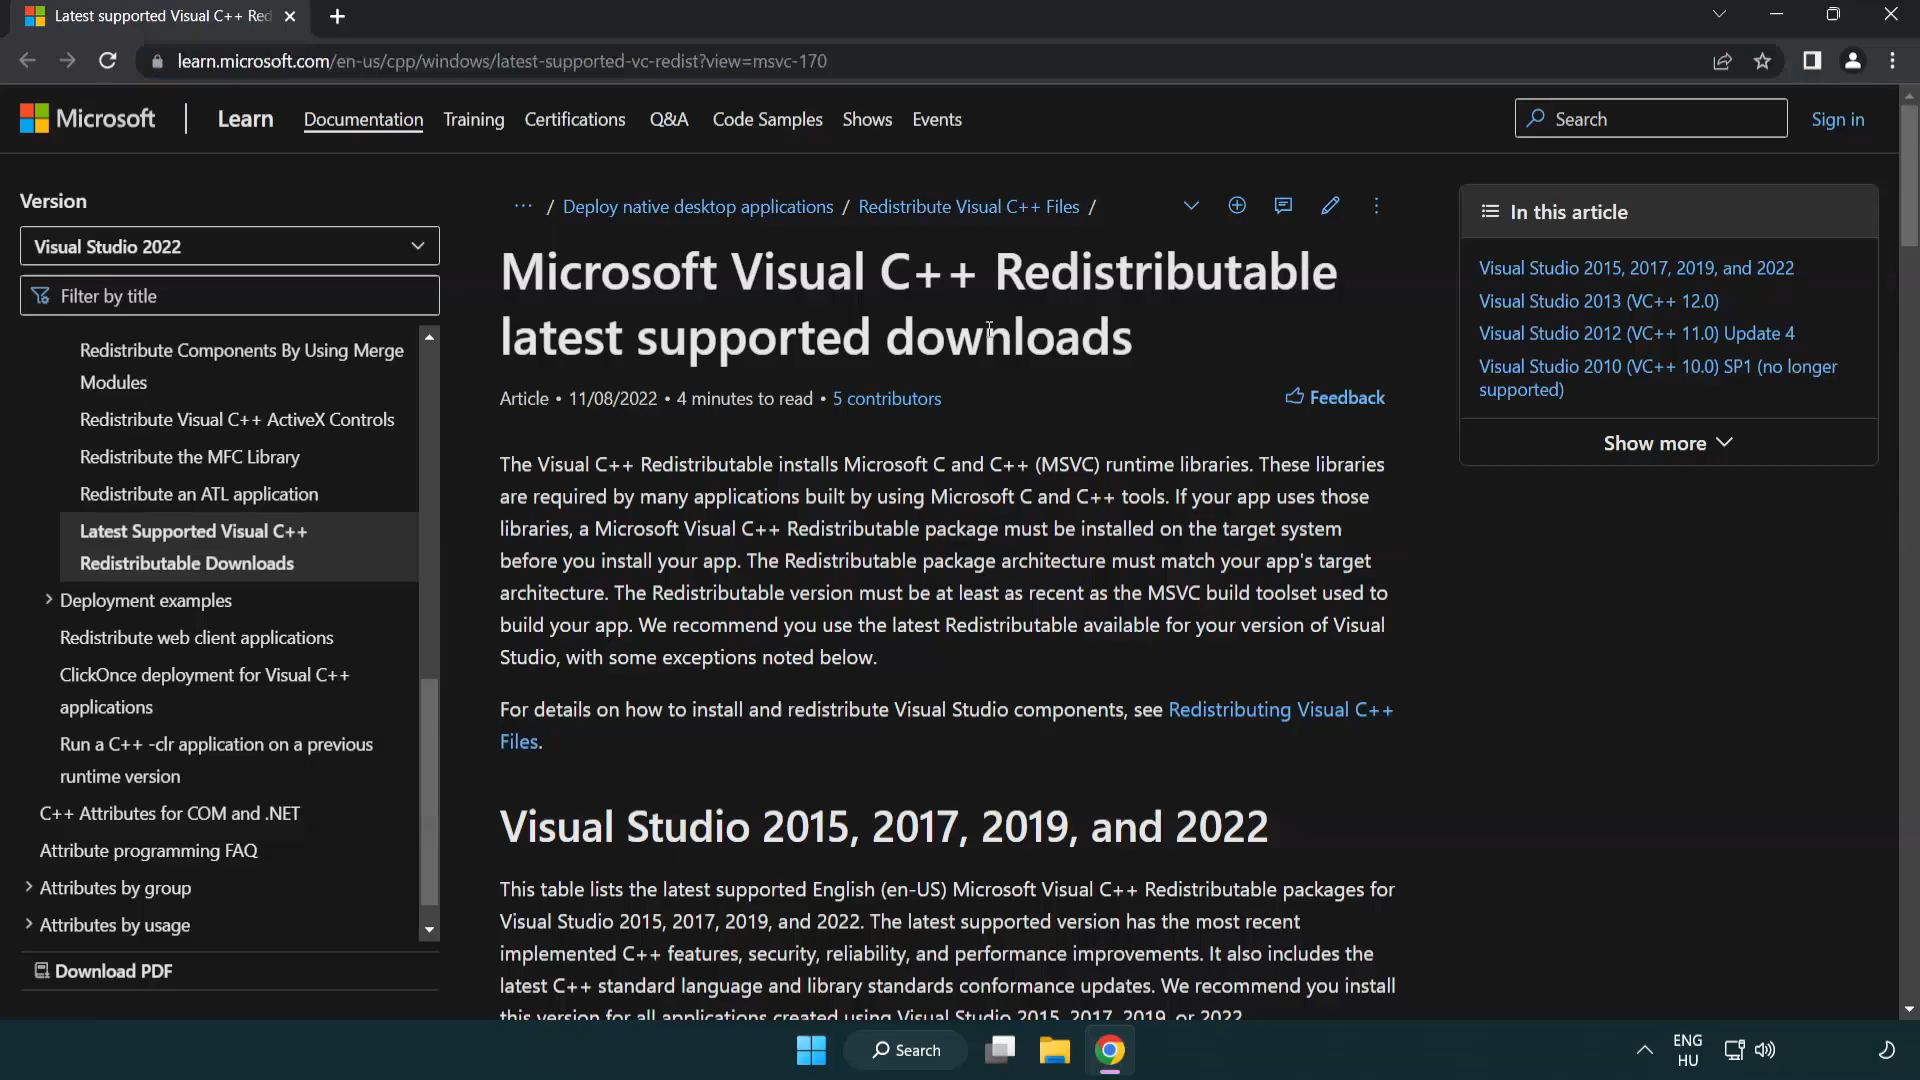 Latest supported Visual C++ Red
learn.microsoft.com/en-us/cpp/windows/latest-supported-vc-redist?view=msvc-170
Microsoft
Learn
Documentation
Training
Certifications
Q&A
Code Samples
Shows
Events
Search
Sign in
Version
Visual Studio 2022
Filter by title
Redistribute Components By Using Merge
Modules
Redistribute Visual C++ ActiveX Controls
Redistribute the MFC Library
Redistribute an ATL application
Latest Supported Visual C++
Redistributable Downloads
Deployment examples
Redistribute web client applications
ClickOnce deployment for Visual C++
applications
Run a C++ -clr application on a previous
runtime version
C++ Attributes for COM and .NET
Attribute programming FAQ
Attributes by group
Attributes by usage
Download PDF
··· / Deploy native desktop applications / Redistribute Visual C++ Files /
Microsoft Visual C++ Redistributable
latest supported downloads
Article • 11/08/2022 • 4 minutes to read • 5 contributors
Feedback
The Visual C++ Redistributable installs Microsoft C and C++ (MSVC) runtime libraries. These libraries
are required by many applications built by using Microsoft C and C++ tools. If your app uses those
libraries, a Microsoft Visual C++ Redistributable package must be installed on the target system
before you install your app. The Redistributable package architecture must match your app's target
architecture. The Redistributable version must be at least as recent as the MSVC build toolset used to
build your app. We recommend you use the latest Redistributable available for your version of Visual
Studio, with some exceptions noted below.
For details on how to install and redistribute Visual Studio components, see Redistributing Visual C++
Files.
Visual Studio 2015, 2017, 2019, and 2022
This table lists the latest supported English (en-US) Microsoft Visual C++ Redistributable packages for
Visual Studio 2015, 2017, 2019, and 2022. The latest supported version has the most recent
implemented C++ features, security, reliability, and performance improvements. It also includes the
latest C++ standard language and library standards conformance updates. We recommend you install
this version for all applications created using Visual Studio 2015, 2017, 2019, or 2022.
In this article
Visual Studio 2015, 2017, 2019, and 2022
Visual Studio 2013 (VC++ 12.0)
Visual Studio 2012 (VC++ 11.0) Update 4
Visual Studio 2010 (VC++ 10.0) SP1 (no longer
supported)
Show more
Search
ENG
HU